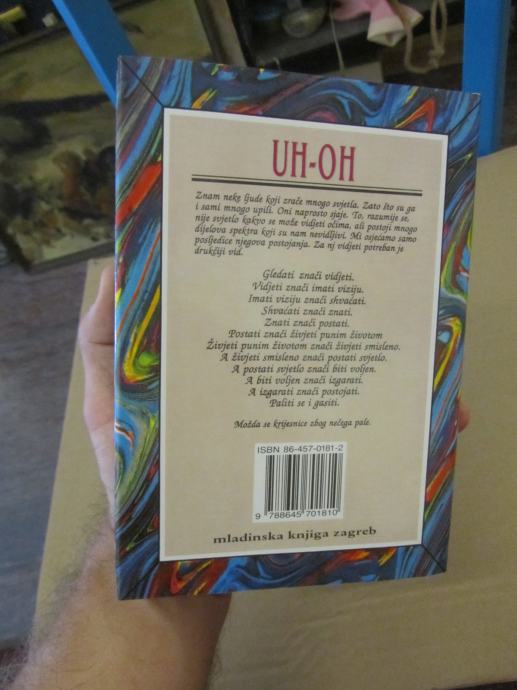 UH-OH
Znam neke ljude koji zrače mnogo svjetla. Zato što su ga
i sami mnogo upili. Oni naprosto sjaje. To, razumije se,
nije svjetlo kakvo se može vidjeti očima, ali postoji mnogo
dijelova spektra koji su nam nevidljivi. Mi osjećamo samo
posljedice njegova postojanja. Za nj vidjeti potreban je
drukčiji vid.
Gledati znači vidjeti.
Vidjeti znači imati viziju.
Imati viziju znači shvaćati.
Shvaćati znači znati.
Znati znači postati.
Postati znači živjeti punim životom
Živjeti punim životom znači živjeti smisleno.
A živjeti smisleno znači postati svjetlo.
A postati svjetlo znači biti voljen.
A biti voljen znači izgarati.
A izgarati znači postojati.
Paliti se i gasiti.
Možda se krijesnice zbog nečega pale.
ISBN 86-457-0181-2
9 788645 701810
mladinska knjiga zagreb